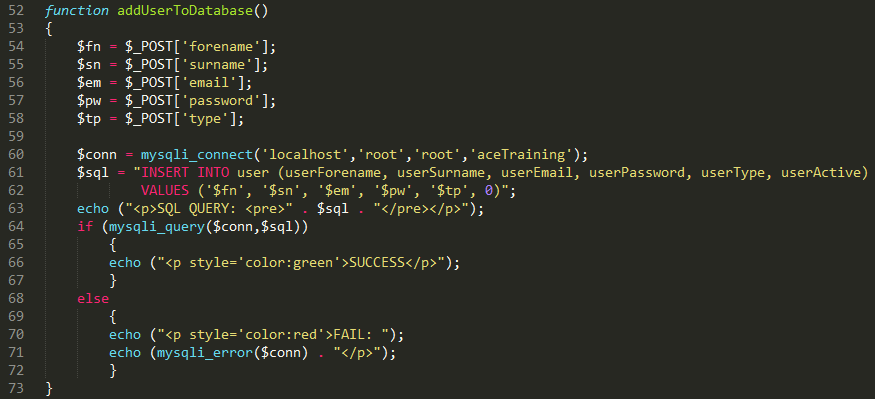 52 function addUserToDatabase()
53 {
54     $fn = $_POST['forename'];
55     $sn = $_POST['surname'];
56     $em = $_POST['email'];
57     $pw = $_POST['password'];
58     $tp = $_POST['type'];
59
60     $conn = mysqli_connect('localhost','root','root','aceTraining');
61     $sql = "INSERT INTO user (userForename, userSurname, userEmail, userPassword, userType, userActive)
62             VALUES ('$fn', '$sn', '$em', '$pw', '$tp', 0)";
63     echo ("<p>SQL QUERY: <pre>" . $sql . "</pre></p>");
64     if (mysqli_query($conn,$sql))
65         {
66         echo ("<p style='color:green'>SUCCESS</p>");
67         }
68     else
69         {
70         echo ("<p style='color:red'>FAIL: ");
71         echo (mysqli_error($conn) . "</p>");
72         }
73 }